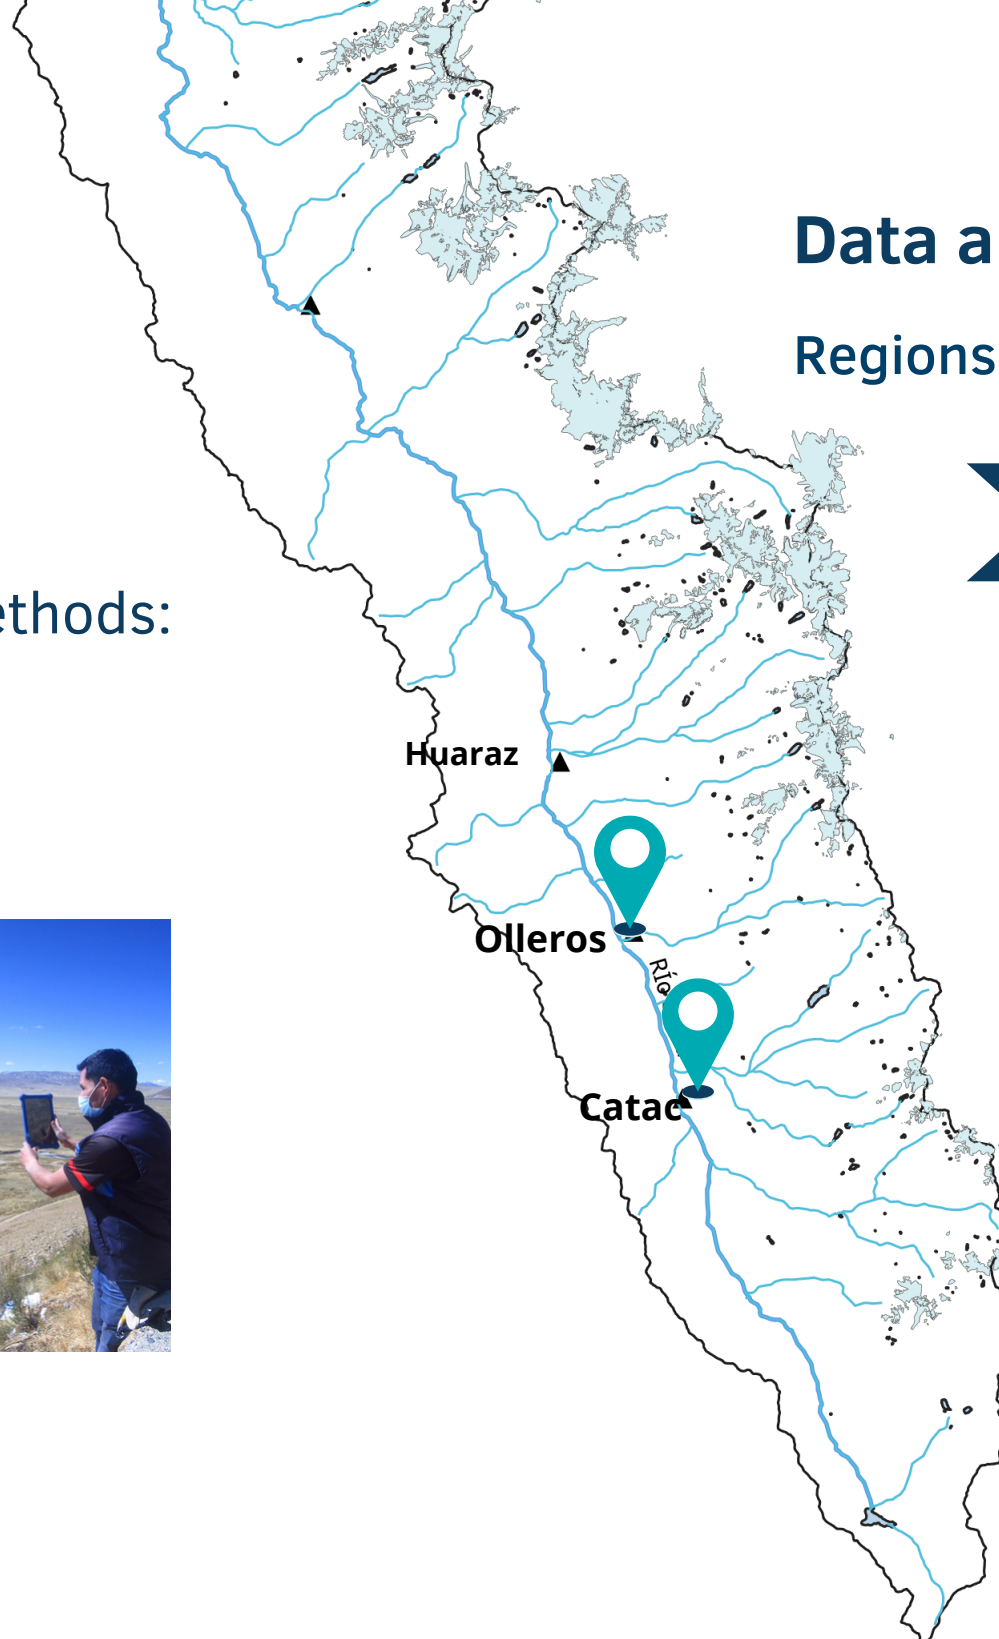 Data a
Regions
ethods:
Huaraz
Olleros
Río
Catac